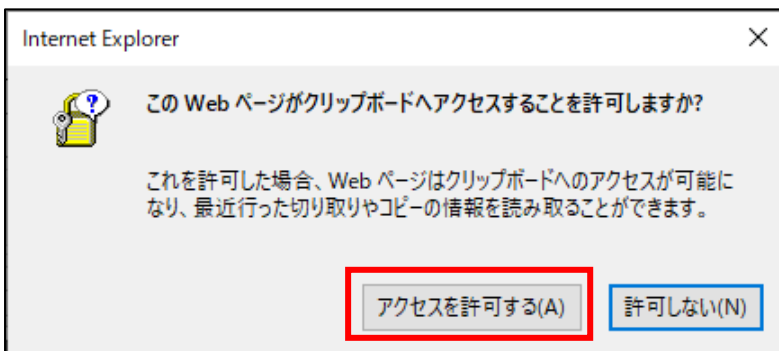 Internet Explorer
この Web ページがクリップボードへアクセスすることを許可しますか?
これを許可した場合、Web ページはクリップボードへのアクセスが可能に
なり、最近行った切り取りやコピーの情報を読み取ることができます。
アクセスを許可する(A) 許可しない(N)